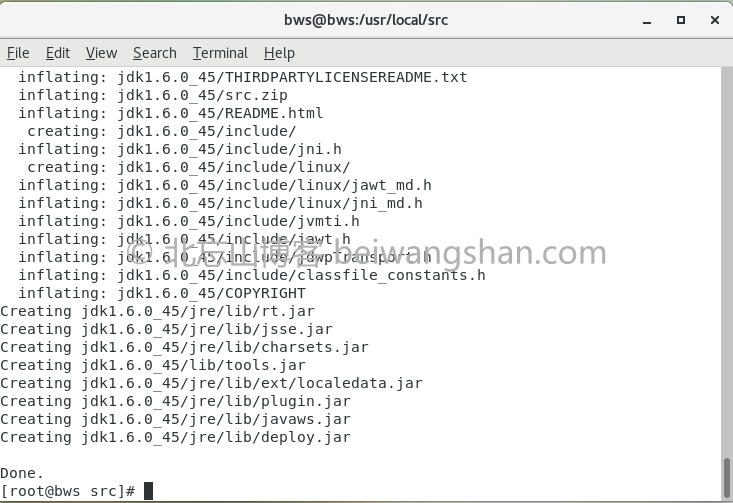 bws@bws:/usr/local/src
File Edit View Search Terminal Help
inflating: jdk1.6.0_45/THIRDPARTYLICENSEREADME.txt
inflating: jdk1.6.0_45/src.zip
inflating: jdk1.6.0_45/README.html
creating: jdk1.6.0_45/include/
inflating: jdk1.6.0_45/include/jni.h
creating: jdk1.6.0_45/include/linux/
inflating: jdk1.6.0_45/include/linux/jawt_md.h
inflating: jdk1.6.0_45/include/linux/jni_md.h
inflating: jdk1.6.0_45/include/jvmti.h
inflating: jdk1.6.0_45/include/jawt.h
© 北忘山博客 beiwangshan.com
inflating: jdk1.6.0_45/include/jdwpTransport.h
inflating: jdk1.6.0_45/include/classfile_constants.h
inflating: jdk1.6.0_45/COPYRIGHT
Creating jdk1.6.0_45/jre/lib/rt.jar
Creating jdk1.6.0_45/jre/lib/jsse.jar
Creating jdk1.6.0_45/jre/lib/charsets.jar
Creating jdk1.6.0_45/lib/tools.jar
Creating jdk1.6.0_45/jre/lib/ext/localedata.jar
Creating jdk1.6.0_45/jre/lib/plugin.jar
Creating jdk1.6.0_45/jre/lib/javaws.jar
Creating jdk1.6.0_45/jre/lib/deploy.jar
Done.
[root@bws src]#